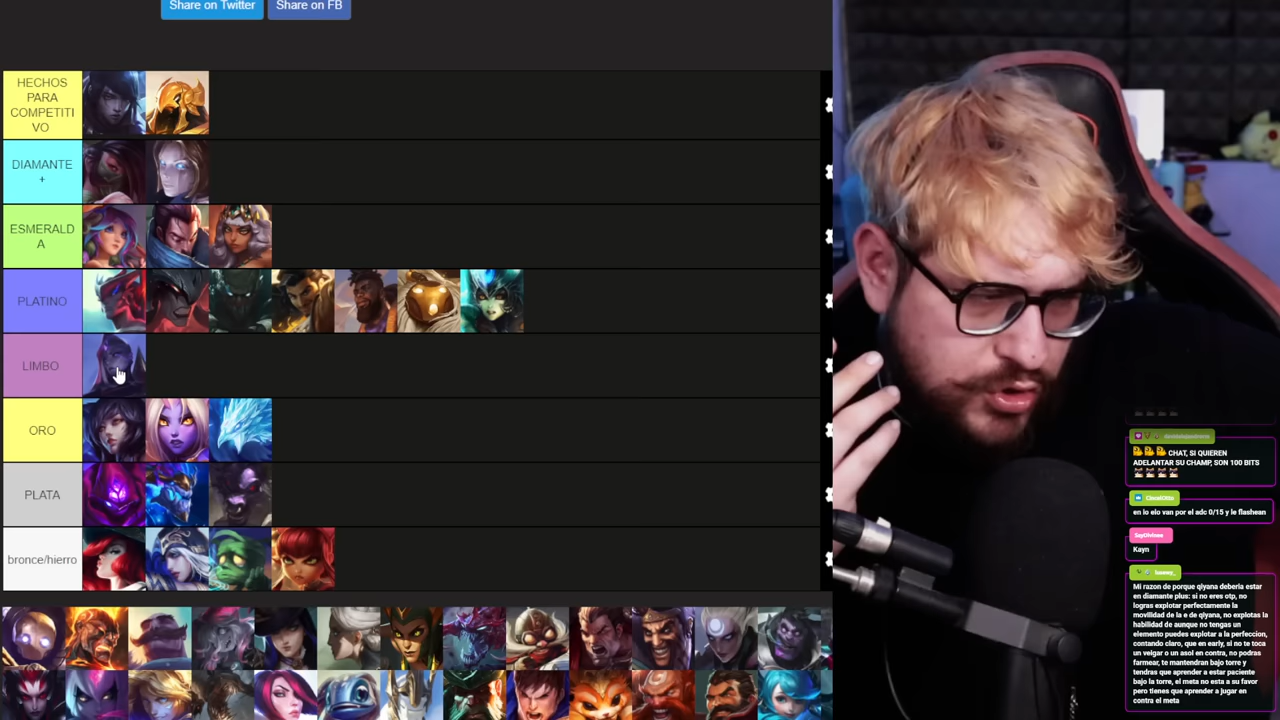 Share on Twitter
Share on FB
HECHOS
PARA
COMPETITI
VO
DIAMANTE
+
ESMERALD
A
PLATINO
LIMBO
ORO
PLATA
bronce/hierro
CHAT, SI QUIEREN
ADELANTAR SU CHAMP, SON 100 BITS
en lo elo van por el adc 0/15 y le flashean
Kayn
Mi razon de porque qiyana deberia estar
en diamante plus: si no eres otp, no
logras explotar perfectamente la
movilidad de la e de qiyana, no explotas la
habilidad de aunque no tengas un
elemento puedes explotar a la perfeccion,
contando claro, que en early, si no te toca
un veigar o un asol en contra, no podras
farmear, te mantendran bajo torre y
tendras que aprender a estar paciente
bajo la torre, el meta no esta a su favor
pero tienes que aprender a jugar en
contra el meta